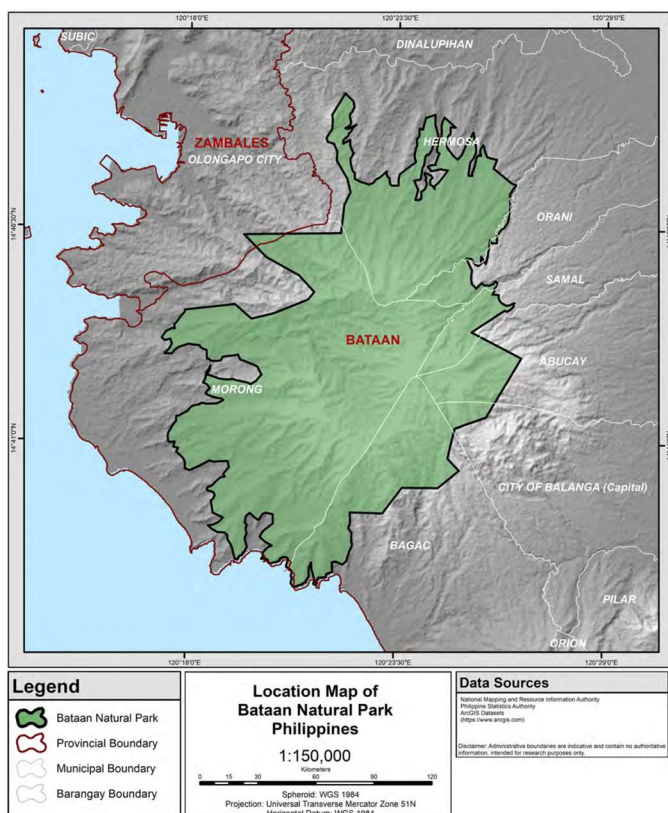 120°18'0"E 120°23'30"E 120°29'0"E
SUBIC
DINALUPIHAN
ZAMBALES
OLONGAPO CITY
HERMOSA
14°46'30"N
ORANI
SAMAL
BATAAN
ABUCAY
MORONG
14°41'0"N
CITY OF BALANGA (Capital)
BAGAC
PILAR
ORION
120°18'0"E 120°23'30"E 120°29'0"E
Legend
Bataan Natural Park
Provincial Boundary
Municipal Boundary
Barangay Boundary
Location Map of
Bataan Natural Park
Philippines
1:150,000
Kilometers
0 15 30 60 90 120
Spheroid: WGS 1984
Projection: Universal Transverse Mercator Zone 51N
Horizontal Datum: WGS 1984
Data Sources
National Mapping and Resource Information Authority
Philippine Statistics Authority
ArcGIS Datasets
(https://www.arcgis.com)
Disclaimer: Administrative boundaries are indicative and contain no authoritative
information; intended for research purposes only.